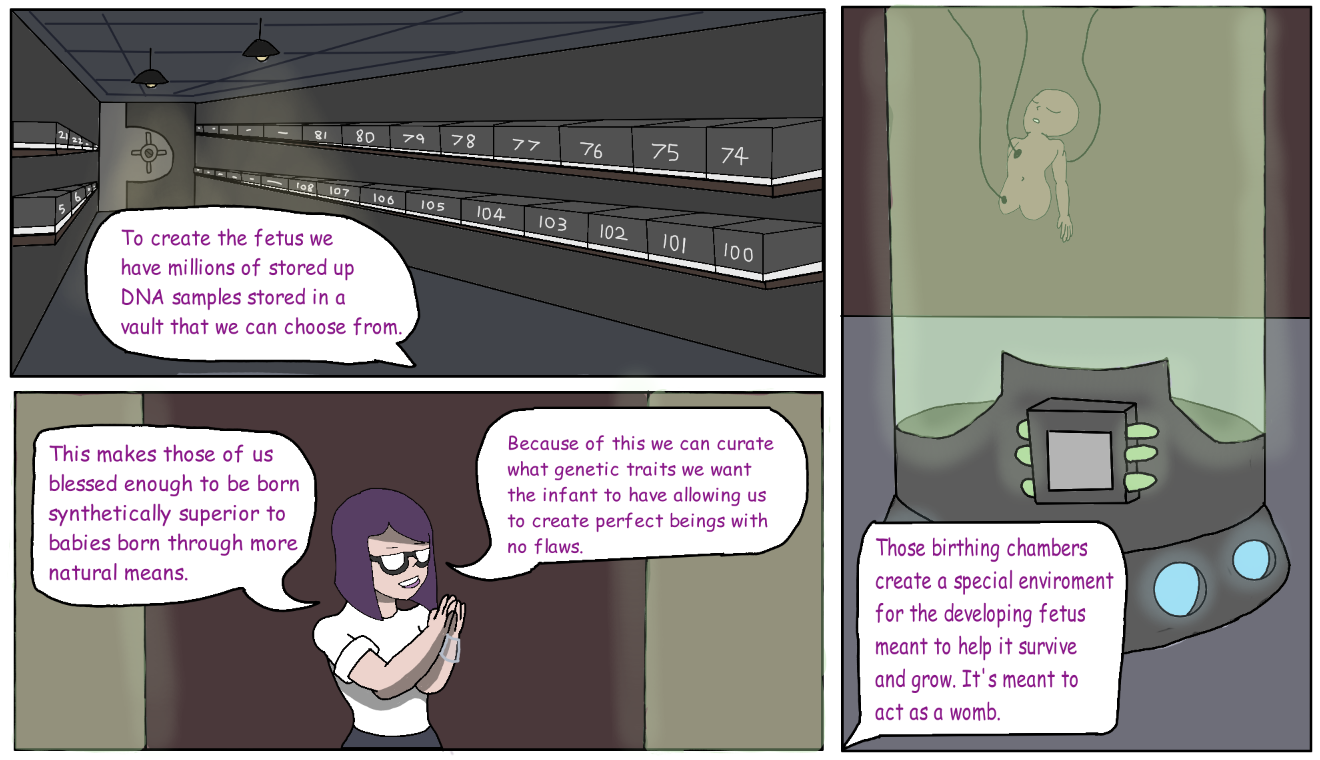 21 22
5 6
81 80 79 78 77 76 75 74
108 107 106 105 104 103 102 101 100
To create the fetus we
have millions of stored up
DNA samples stored in a
vault that we can choose from.
Because of this we can curate
what genetic traits we want
the infant to have allowing us
to create perfect beings with
no flaws.
This makes those of us
blessed enough to be born
synthetically superior to
babies born through more
natural means.
Those birthing chambers
create a special enviroment
for the developing fetus
meant to help it survive
and grow. It's meant to
act as a womb.